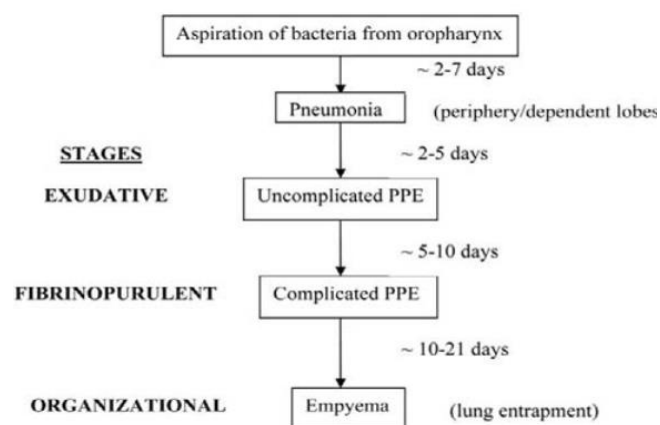 Aspiration of bacteria from oropharynx
~ 2-7 days
Pneumonia (periphery/dependent lobes
STAGES
~ 2-5 days
EXUDATIVE Uncomplicated PPE
~ 5-10 days
FIBRINOPURULENT Complicated PPE
~ 10-21 days
ORGANIZATIONAL Empyema (lung entrapment)